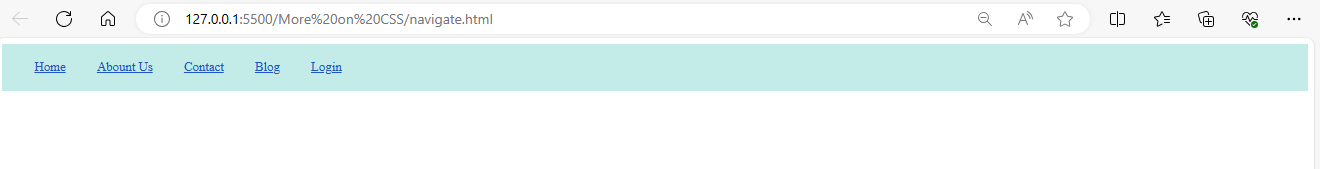 127.0.0.1:5500/More%20on%20CSS/navigate.html
Home Abount Us Contact Blog Login